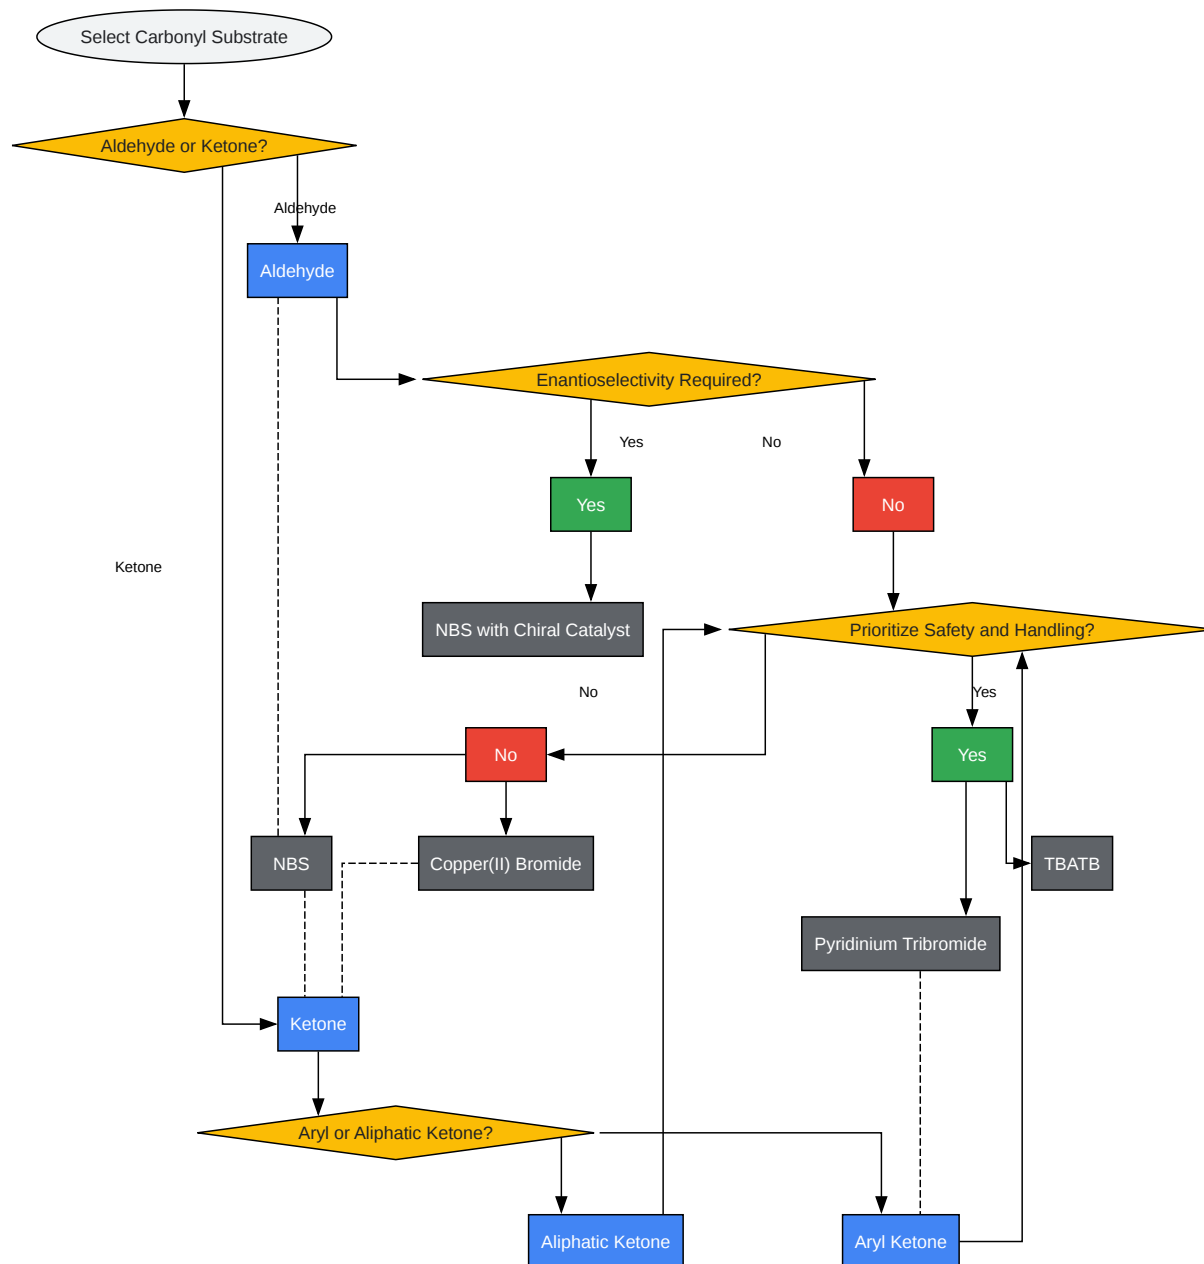 Select Carbonyl Substrate
Aldehyde or Ketone?
Aldehyde
Aldehyde
Enantioselectivity Required?
Yes
No
Yes
No
Ketone
NBS with Chiral Catalyst
Prioritize Safety and Handling?
No
Yes
No
Yes
NBS
Copper(II) Bromide
TBATB
Pyridinium Tribromide
Ketone
Aryl or Aliphatic Ketone?
Aliphatic Ketone
Aryl Ketone